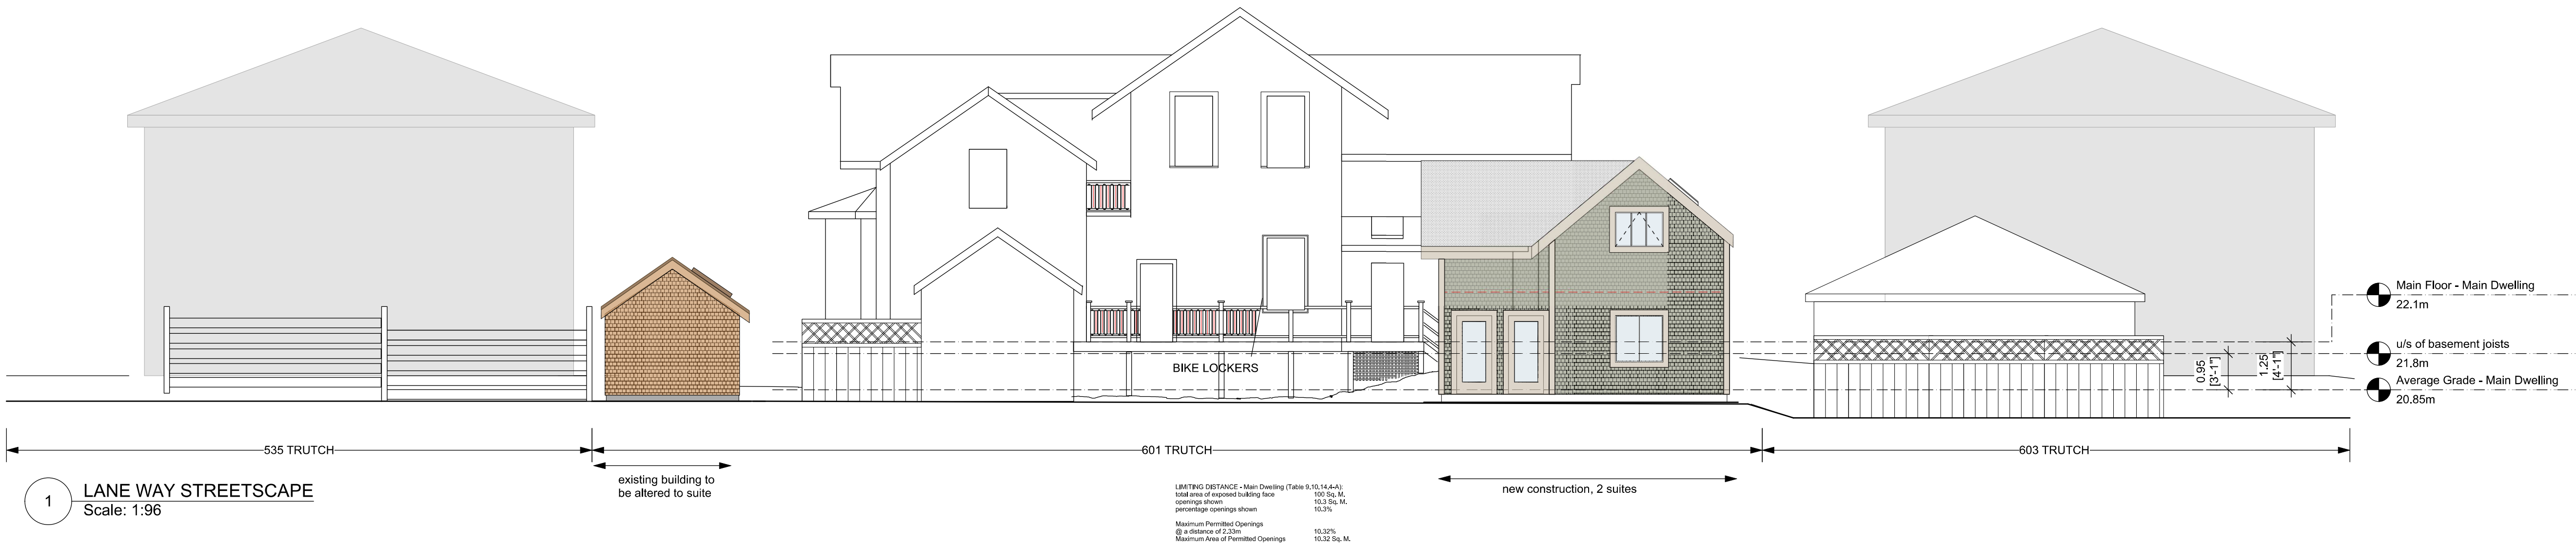 Main Floor - Main Dwelling
22.1m
u/s of basement joists
21.8m
0.95
[3'-1"]
1.25
[4'-1"]
Average Grade - Main Dwelling
20.85m
BIKE LOCKERS
535 TRUTCH
601 TRUTCH
603 TRUTCH
existing building to
be altered to suite
new construction, 2 suites
1
LANE WAY STREETSCAPE
Scale: 1:96
LIMITING DISTANCE - Main Dwelling (Table 9,10,14,4-A):
total area of exposed building face 100 Sq. M.
openings shown 10.3 Sq. M.
percentage openings shown 10.3%
Maximum Permitted Openings
@ a distance of 2.33m 10.32%
Maximum Area of Permitted Openings 10.32 Sq. M.